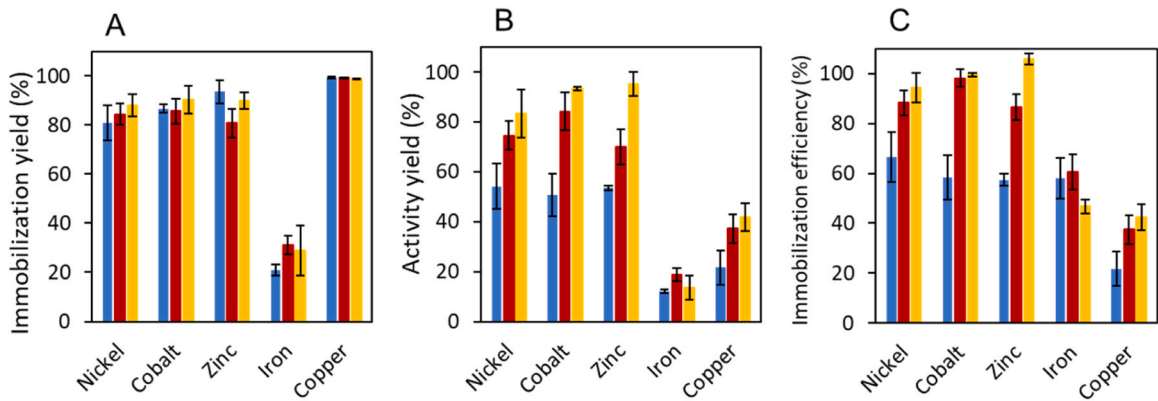 A
Immobilization yield (%)
100
80
60
40
20
0
Nickel
Cobalt
Zinc
Iron
Copper
B
Activity yield (%)
100
80
60
40
20
0
Nickel
Cobalt
Zinc
Iron
Copper
C
Immobilization efficiency (%)
100
80
60
40
20
0
Nickel
Cobalt
Zinc
Iron
Copper